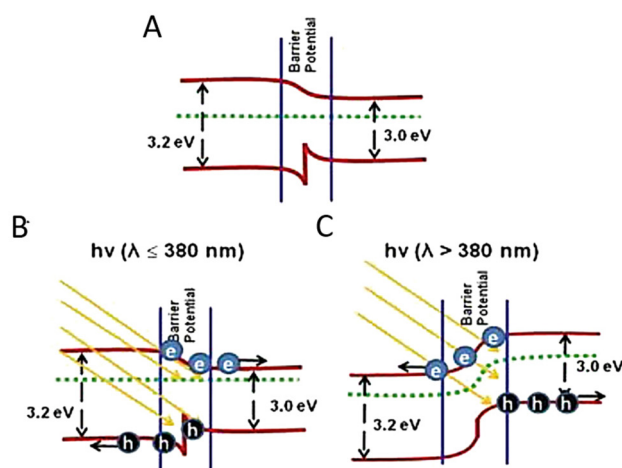 A
Barrier
Potential
3.2 eV
3.0 eV
B
hν (λ ≤ 380 nm)
Barrier
Potential
e
e
e
3.2 eV
3.0 eV
h
h
h
C
hν (λ > 380 nm)
Barrier
Potential
e
e
e
3.0 eV
3.2 eV
h
h
h